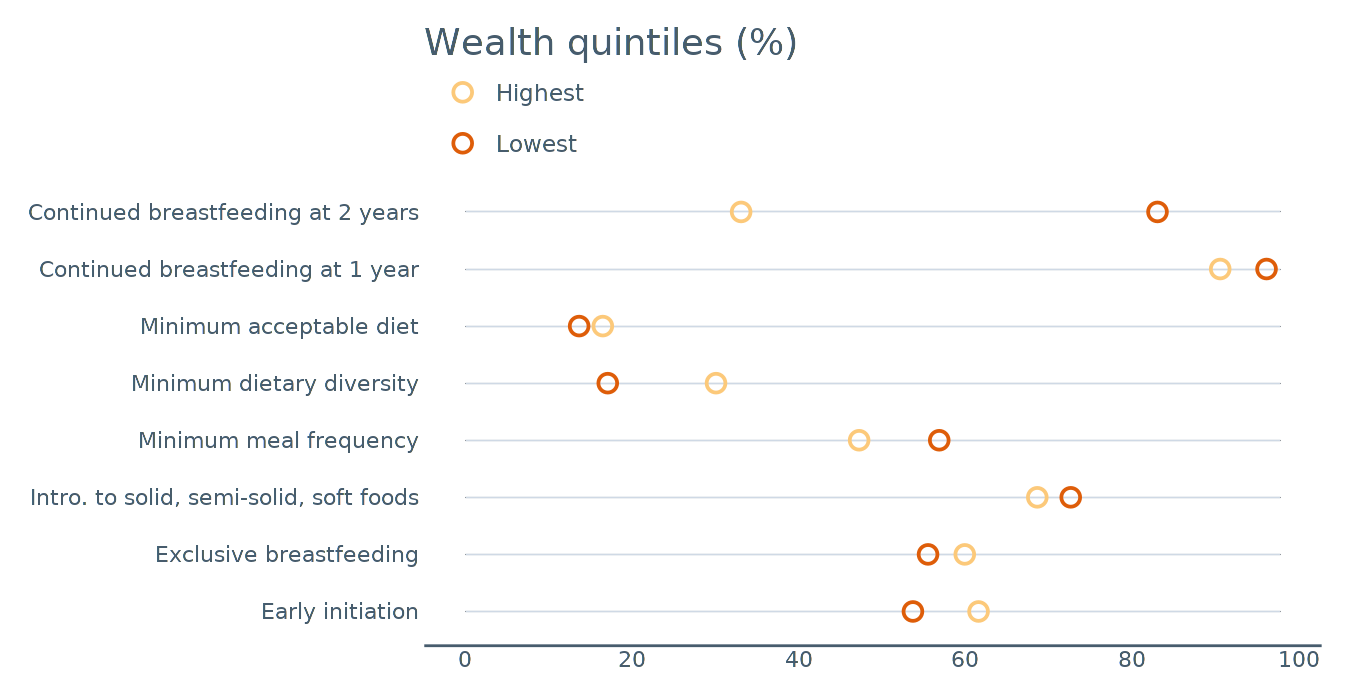 Wealth quintiles (%)
Highest
Lowest
Continued breastfeeding at 2 years
Continued breastfeeding at 1 year
Minimum acceptable diet
Minimum dietary diversity
Minimum meal frequency
Intro. to solid, semi-solid, soft foods
Exclusive breastfeeding
Early initiation
0 20 40 60 80 100